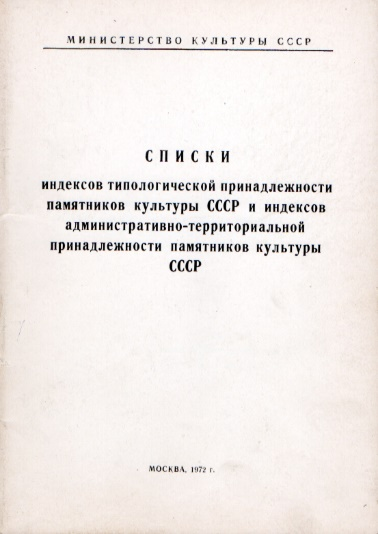 МИНИСТЕРСТВО КУЛЬТУРЫ СССР
СПИСКИ
индексов типологической принадлежности
памятников культуры СССР и индексов
административно-территориальной
принадлежности памятников культуры
СССР
МОСКВА, 1972 г.